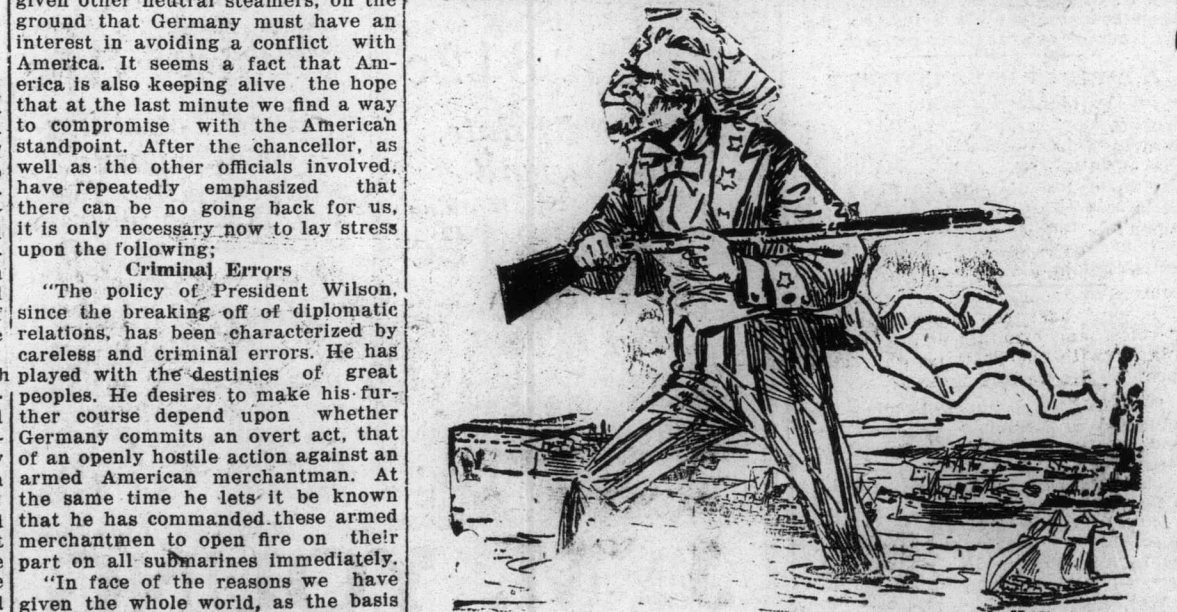 given other neutral steamers, on the
ground that Germany must have an
interest in avoiding a conflict with
America. It seems a fact that Am-
erica is also keeping alive the hope
that at the last minute we find a way
to compromise with the American
standpoint. After the chancellor, as
well as the other officials involved,
have repeatedly emphasized that
there can be no going back for us,
it is only necessary now to lay stress
upon the following;
Criminal Errors
"The policy of President Wilson,
since the breaking off of diplomatic
relations, has been characterized by
careless and criminal errors. He has
played with the destinies of great
peoples. He desires to make his fur-
ther course depend upon whether
Germany commits an overt act, that
of an openly hostile action against an
armed American merchantman. At
the same time he lets it be known
that he has commanded these armed
merchantmen to open fire on their
part on all submarines immediately.
"In face of the reasons we have
given the whole world, as the basis